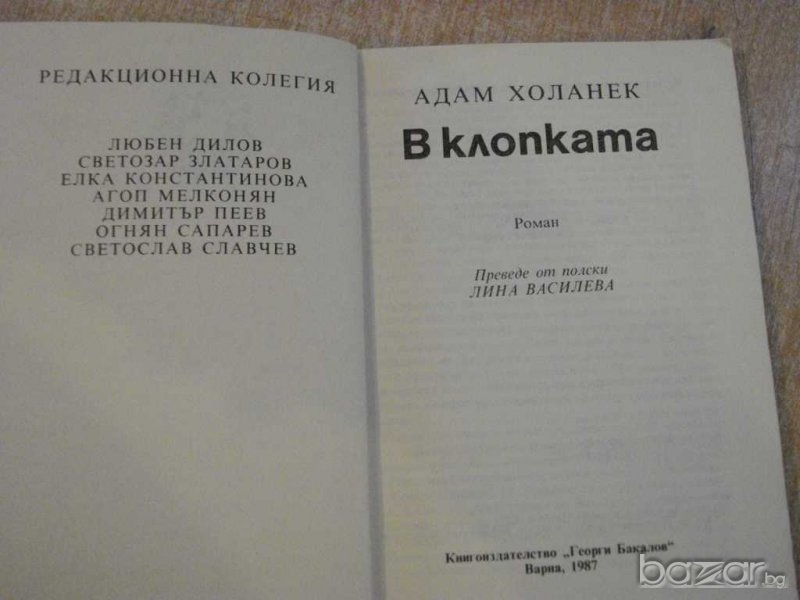 РЕДАКЦИОННА КОЛЕГИЯ
ЛЮБЕН ДИЛОВ
СВЕТОЗАР ЗЛАТАРОВ
ЕЛКА КОНСТАНТИНОВА
АГОП МЕЛКОНЯН
ДИМИТЪР ПЕЕВ
ОГНЯН САПАРЕВ
СВЕТОСЛАВ СЛАВЧЕВ
АДАМ ХОЛАНЕК
В клопката
Роман
Преведе от полски
ЛИНА ВАСИЛЕВА
Книгоиздателство „Георги Бакалов“
Варна, 1987
bazar.bg